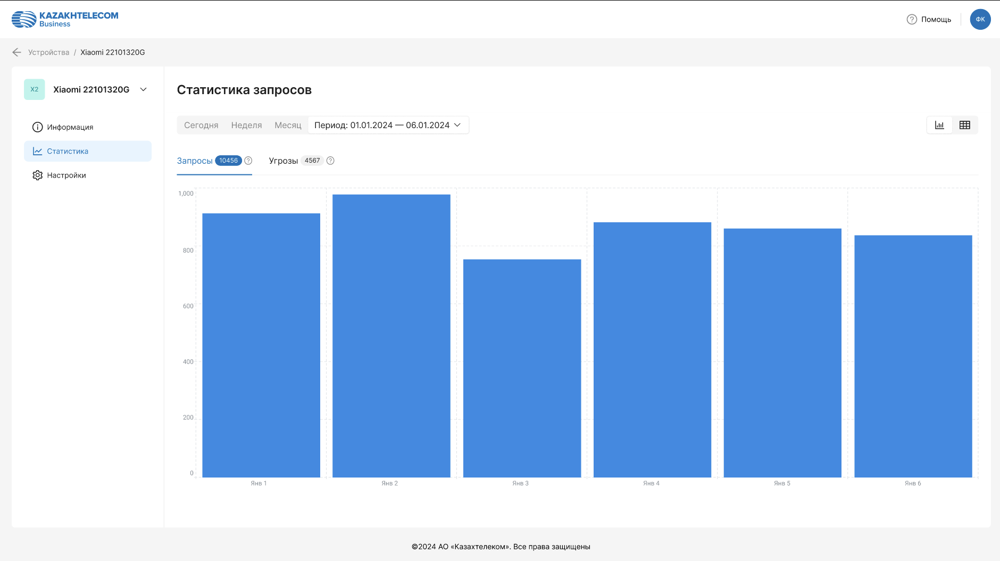 KAZAKHTELECOM
Business
Помощь
ФК
Устройства / Xiaomi 22101320G
X2
Xiaomi 22101320G
Информация
Статистика
Настройки
Статистика запросов
Сегодня Неделя Месяц Период: 01.01.2024 — 06.01.2024
Запросы 10456 Угрозы 4567
1,000
800
600
400
200
0
Янв 1 Янв 2 Янв 3 Янв 4 Янв 5 Янв 6
©2024 АО «Казахтелеком». Все права защищены